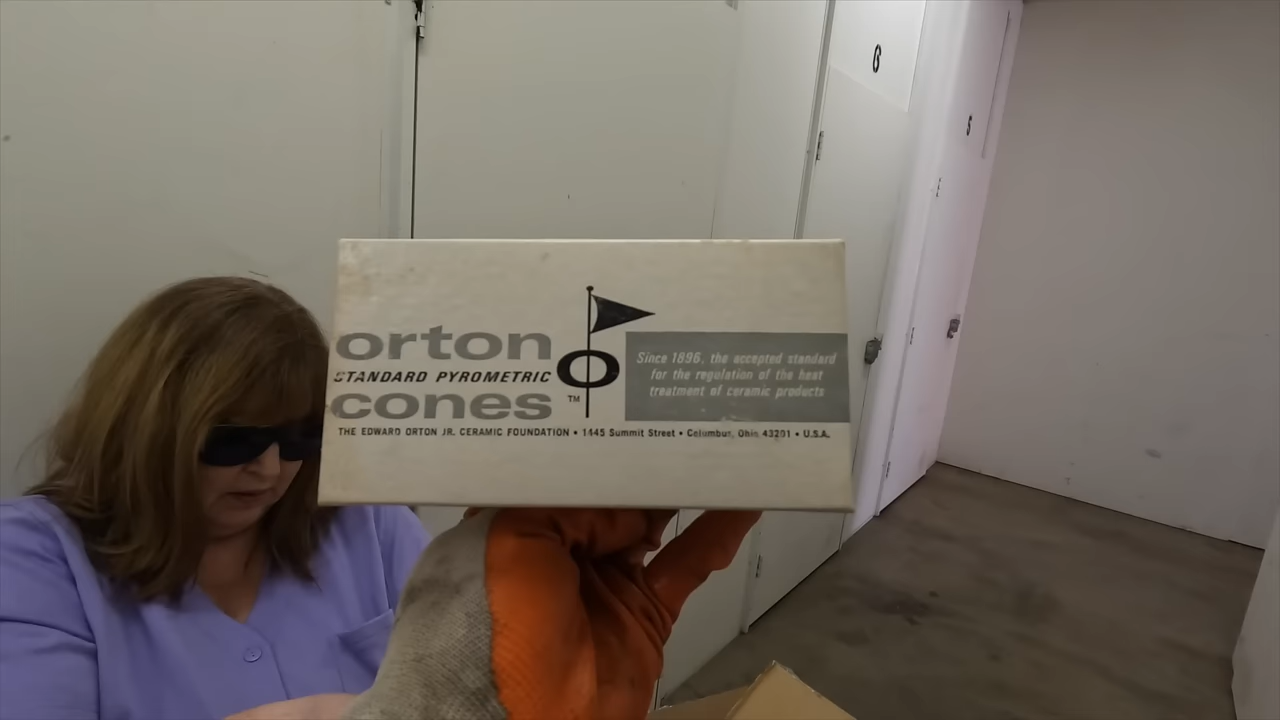 6
5
orton
STANDARD PYROMETRIC
cones
TM
Since 1896, the accepted standard
for the regulation of the heat
treatment of ceramic products
THE EDWARD ORTON JR. CERAMIC FOUNDATION • 1445 Summit Street • Columbus, Ohio 43201 • U.S.A.